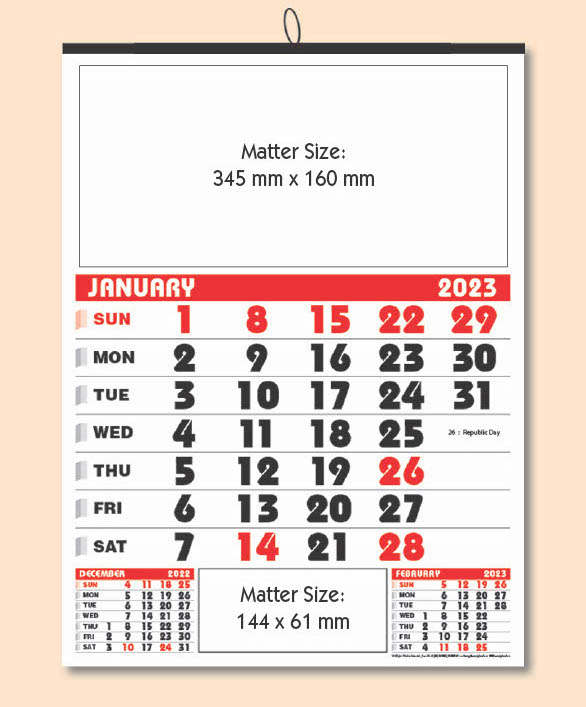 Matter Size:
345 mm x 160 mm
JANUARY 2023
SUN 1 8 15 22 29
MON 2 9 16 23 30
TUE 3 10 17 24 31
WED 4 11 18 25 26 : Republic Day
THU 5 12 19 26
FRI 6 13 20 27
SAT 7 14 21 28
DECEMBER 2022
SUN 4 11 18 25
MON 5 12 19 26
TUE 6 13 20 27
WED 7 14 21 28
THU 1 8 15 22 29
FRI 2 9 16 23 30
SAT 3 10 17 24 31
Matter Size:
144 x 61 mm
FEBRUARY 2023
SUN 5 12 19 26
MON 6 13 20 27
TUE 7 14 21 28
WED 1 8 15 22
THU 2 9 16 23
FRI 3 10 17 24
SAT 4 11 18 25